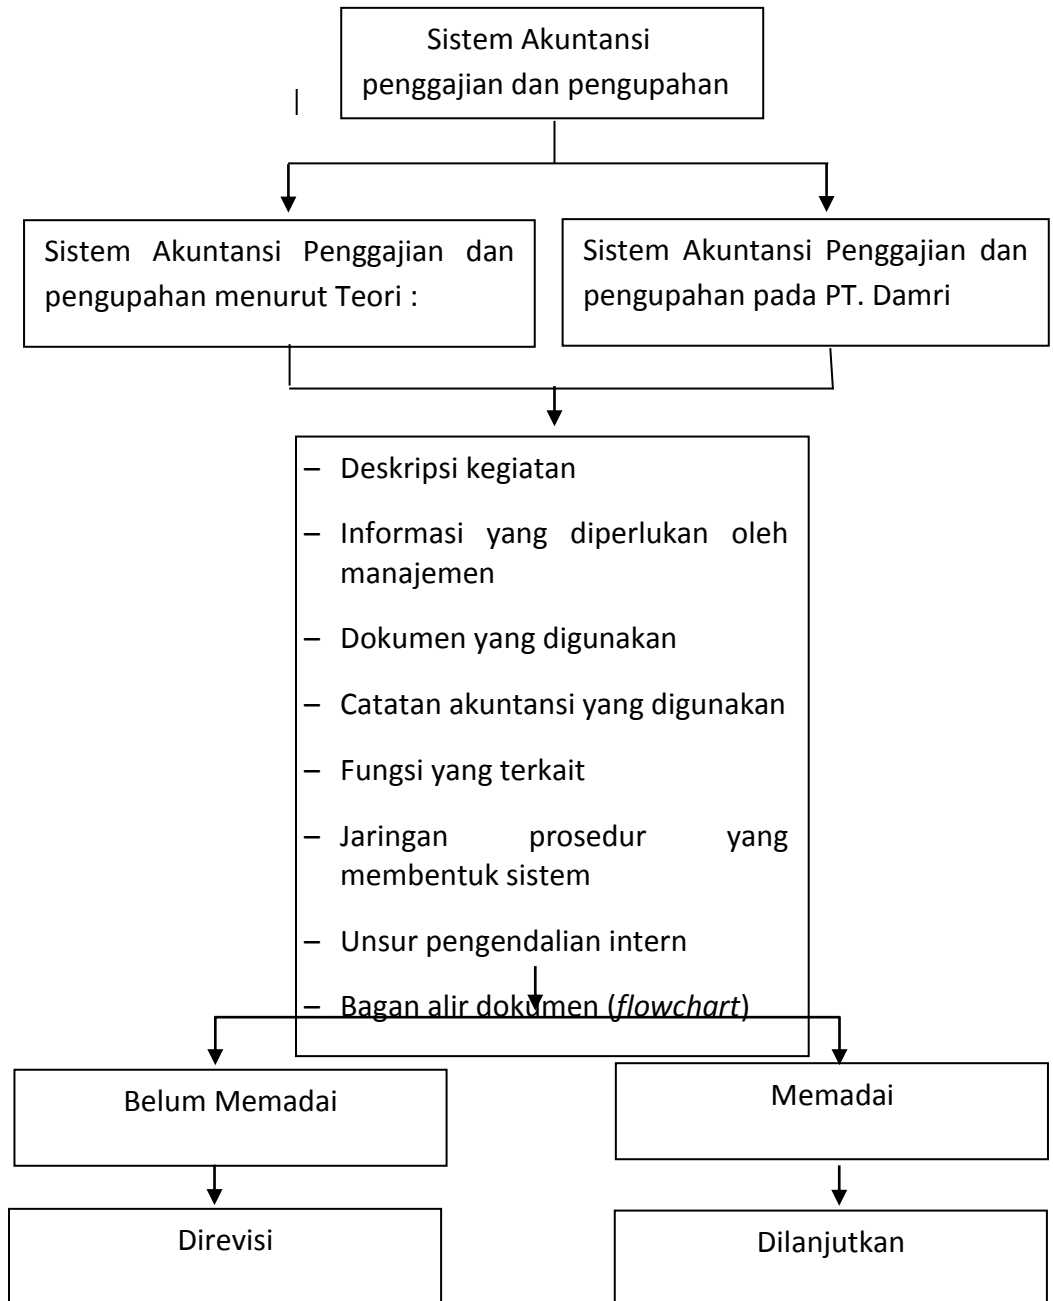 Sistem Akuntansi
penggajian dan pengupahan
Sistem Akuntansi Penggajian dan
pengupahan menurut Teori :
Sistem Akuntansi Penggajian dan
pengupahan pada PT. Damri
– Deskripsi kegiatan
– Informasi yang diperlukan oleh
manajemen
– Dokumen yang digunakan
– Catatan akuntansi yang digunakan
– Fungsi yang terkait
– Jaringan prosedur yang
membentuk sistem
– Unsur pengendalian intern
– Bagan alir dokumen (flowchart)
Belum Memadai
Memadai
Direvisi
Dilanjutkan